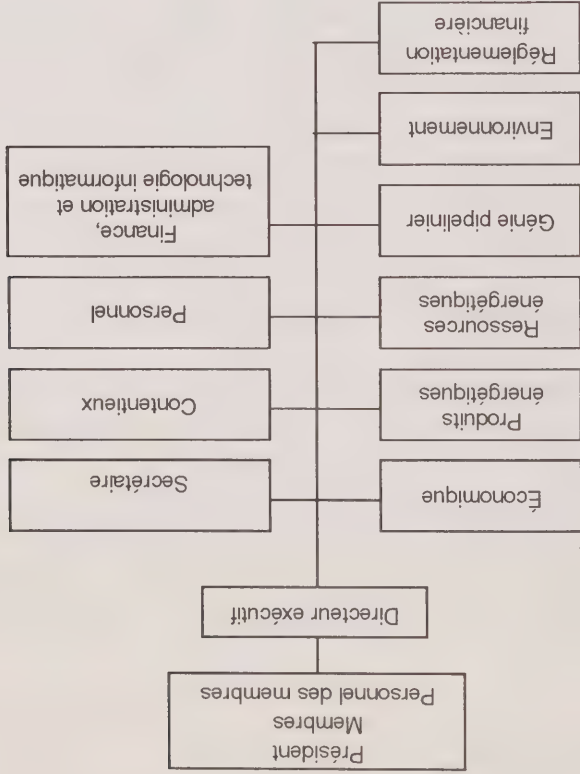 Président
Membres
Personnel des membres
Directeur exécutif
Économique
Secrétaire
Produits
énergétiques
Contentieux
Ressources
énergétiques
Personnel
Génie pipelinier
Finance,
administration et
technologie informatique
Environnement
Réglementation
financière